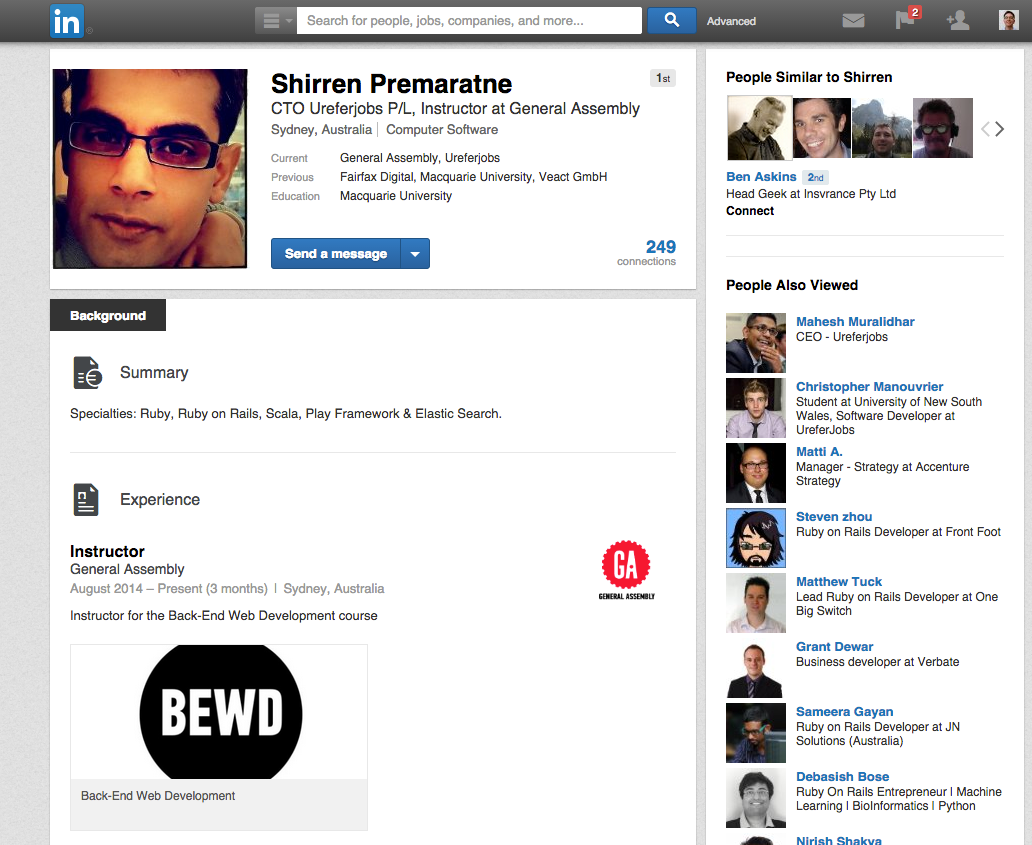 in
Search for people, jobs, companies, and more...
Advanced
2
Shirren Premaratne
1st
CTO Ureferjobs P/L, Instructor at General Assembly
Sydney, Australia | Computer Software
Current General Assembly, Ureferjobs
Previous Fairfax Digital, Macquarie University, Veact GmbH
Education Macquarie University
Send a message
249
connections
Background
Summary
Specialties: Ruby, Ruby on Rails, Scala, Play Framework & Elastic Search.
Experience
Instructor
General Assembly
August 2014 – Present (3 months) | Sydney, Australia
Instructor for the Back-End Web Development course
GA
GENERAL ASSEMBLY
BEWD
Back-End Web Development
People Similar to Shirren
Ben Askins 2nd
Head Geek at Insvrance Pty Ltd
Connect
People Also Viewed
Mahesh Muralidhar
CEO - Ureferjobs
Christopher Manouvrier
Student at University of New South
Wales, Software Developer at
UreferJobs
Matti A.
Manager - Strategy at Accenture
Strategy
Steven zhou
Ruby on Rails Developer at Front Foot
Matthew Tuck
Lead Ruby on Rails Developer at One
Big Switch
Grant Dewar
Business developer at Verbate
Sameera Gayan
Ruby on Rails Developer at JN
Solutions (Australia)
Debasish Bose
Ruby On Rails Entrepreneur | Machine
Learning | BioInformatics | Python
Nirish Shakya